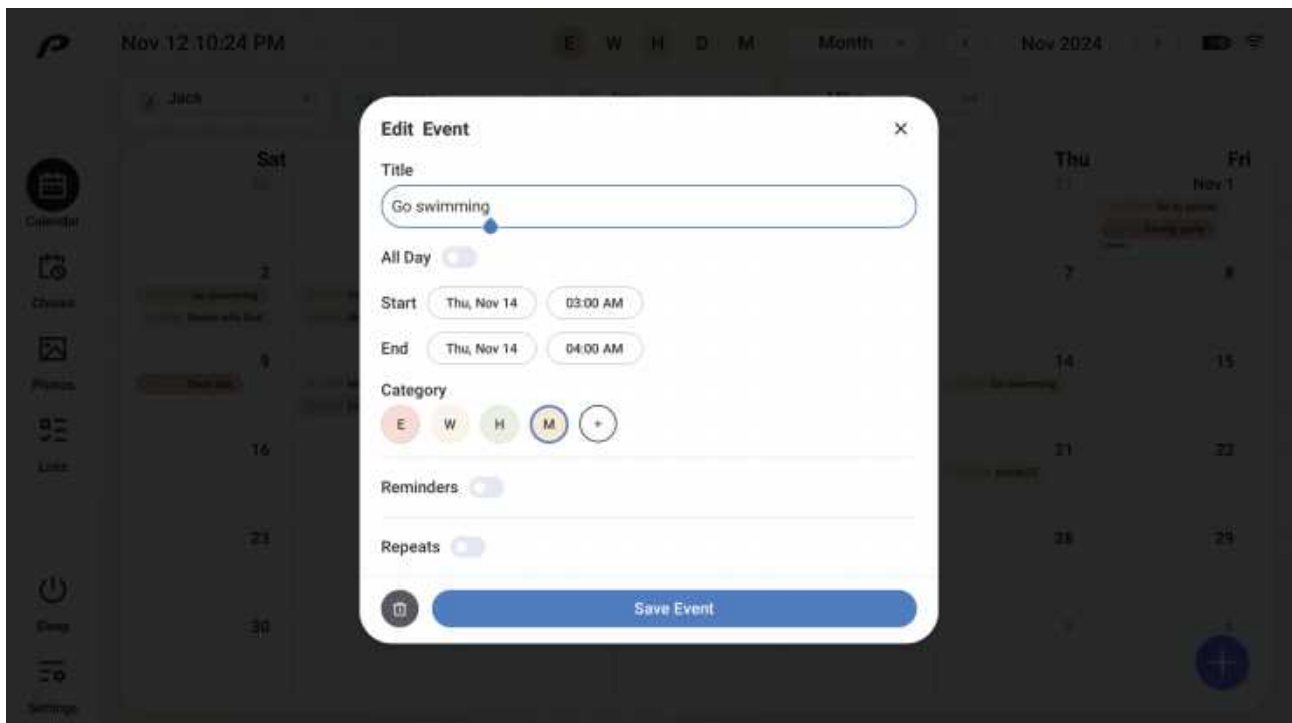 Nov 12 10:24 PM
E W H D M
Month
Nov 2024
Jack
Edit Event
Title
Go swimming
All Day
Start Thu, Nov 14 03:00 AM
End Thu, Nov 14 04:00 AM
Category
E W H M +
Reminders
Repeats
Save Event
Sat
Thu
Fri
Nov 1
2
7
8
9
14
15
16
21
22
23
28
29
30
Calendar
Chores
Photos
Lists
Sleep
Settings